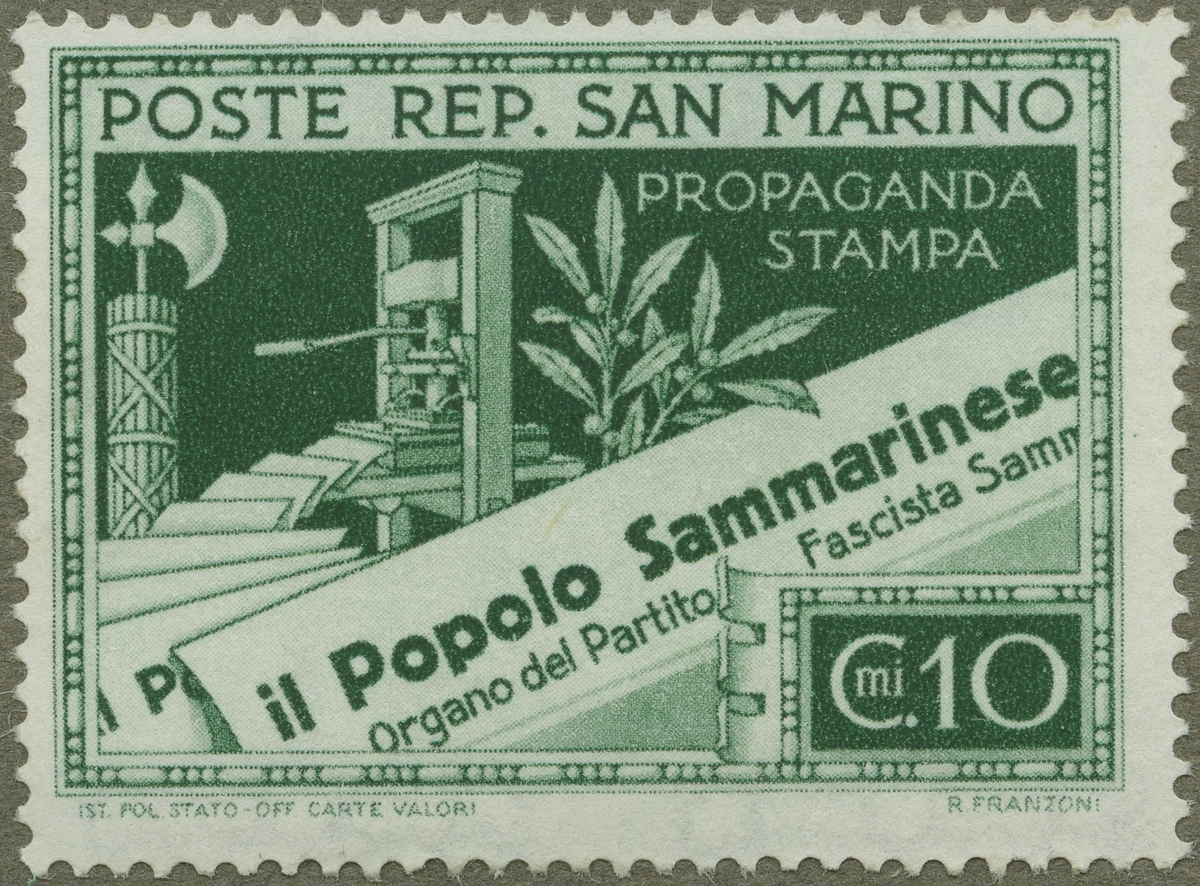 POSTE REP. SAN MARINO
PROPAGANDA
STAMPA
il Popolo Sammarinese
Organo del Partito Fascista Samm
il Po
Cmi.10
IST. POL. STATO-OFF. CARTE VALORI
R. FRANZONI